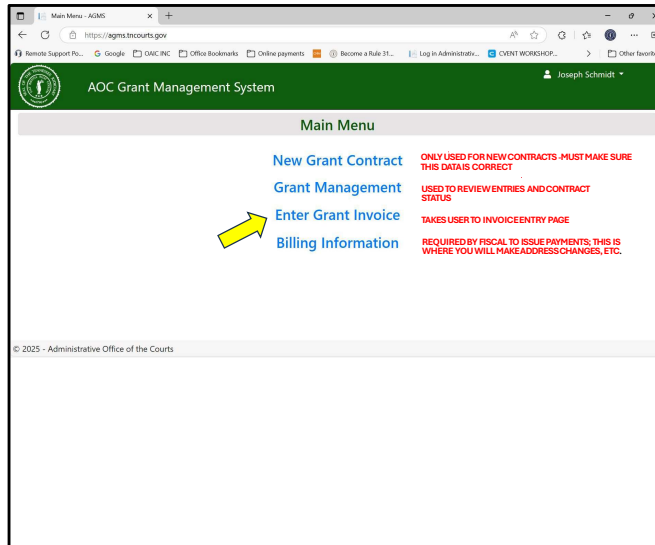 Main Menu - AGMS
https://agms.tncourts.gov
Remote Support Po... Google OAIC INC Office Bookmarks Online payments Become a Rule 31... Log in Administrativ... CVENT WORKSHOP... Other favorite
AOC Grant Management System
Joseph Schmidt
Main Menu
New Grant Contract
ONLY USED FOR NEW CONTRACTS -MUST MAKE SURE
THIS DATA IS CORRECT
Grant Management
USED TO REVIEW ENTRIES AND CONTRACT
STATUS
Enter Grant Invoice
TAKES USER TO INVOICE ENTRY PAGE
Billing Information
REQUIRED BY FISCAL TO ISSUE PAYMENTS; THIS IS
WHERE YOU WILL MAKE ADDRESS CHANGES, ETC.
© 2025 - Administrative Office of the Courts